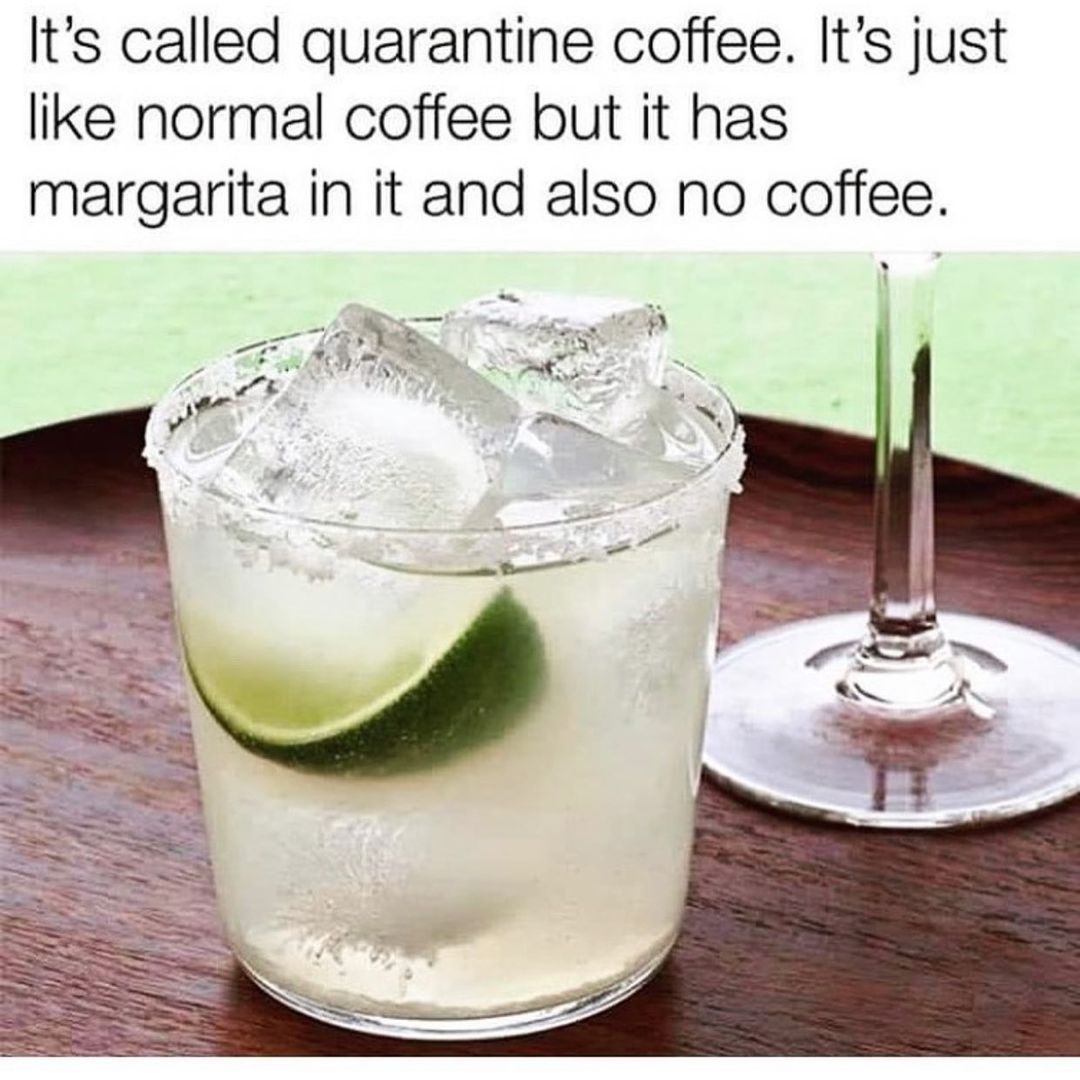 It’s called quarantine coffee. It’s just
like normal coffee but it has
margarita in it and also no coffee.